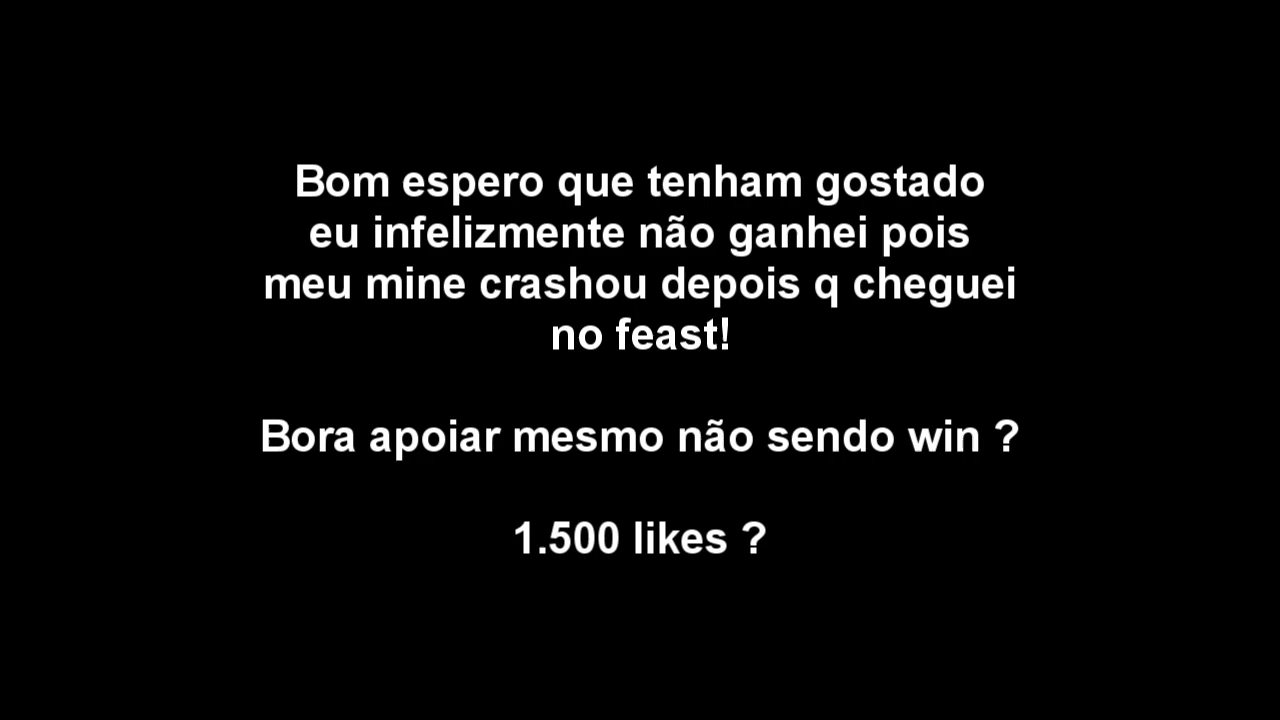 Bom espero que tenham gostado
eu infelizmente não ganhei pois
meu mine crashou depois q cheguei
no feast!
Bora apoiar mesmo não sendo win ?
1.500 likes ?